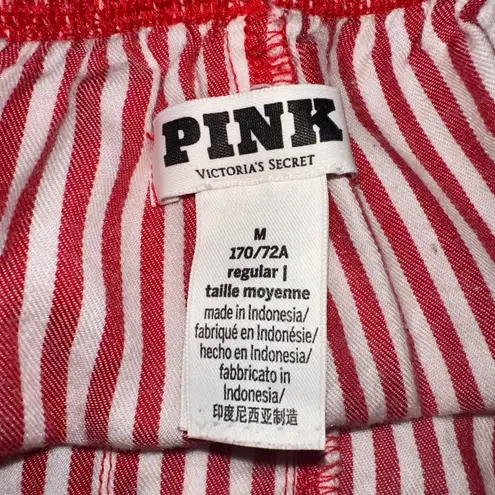 PINK
VICTORIA'S SECRET
M
170/72A
regular |
taille moyenne
made in Indonesia/
fabriqué en Indonésie/
hecho en Indonesia/
fabbricato in
Indonesia/
印度尼西亚制造